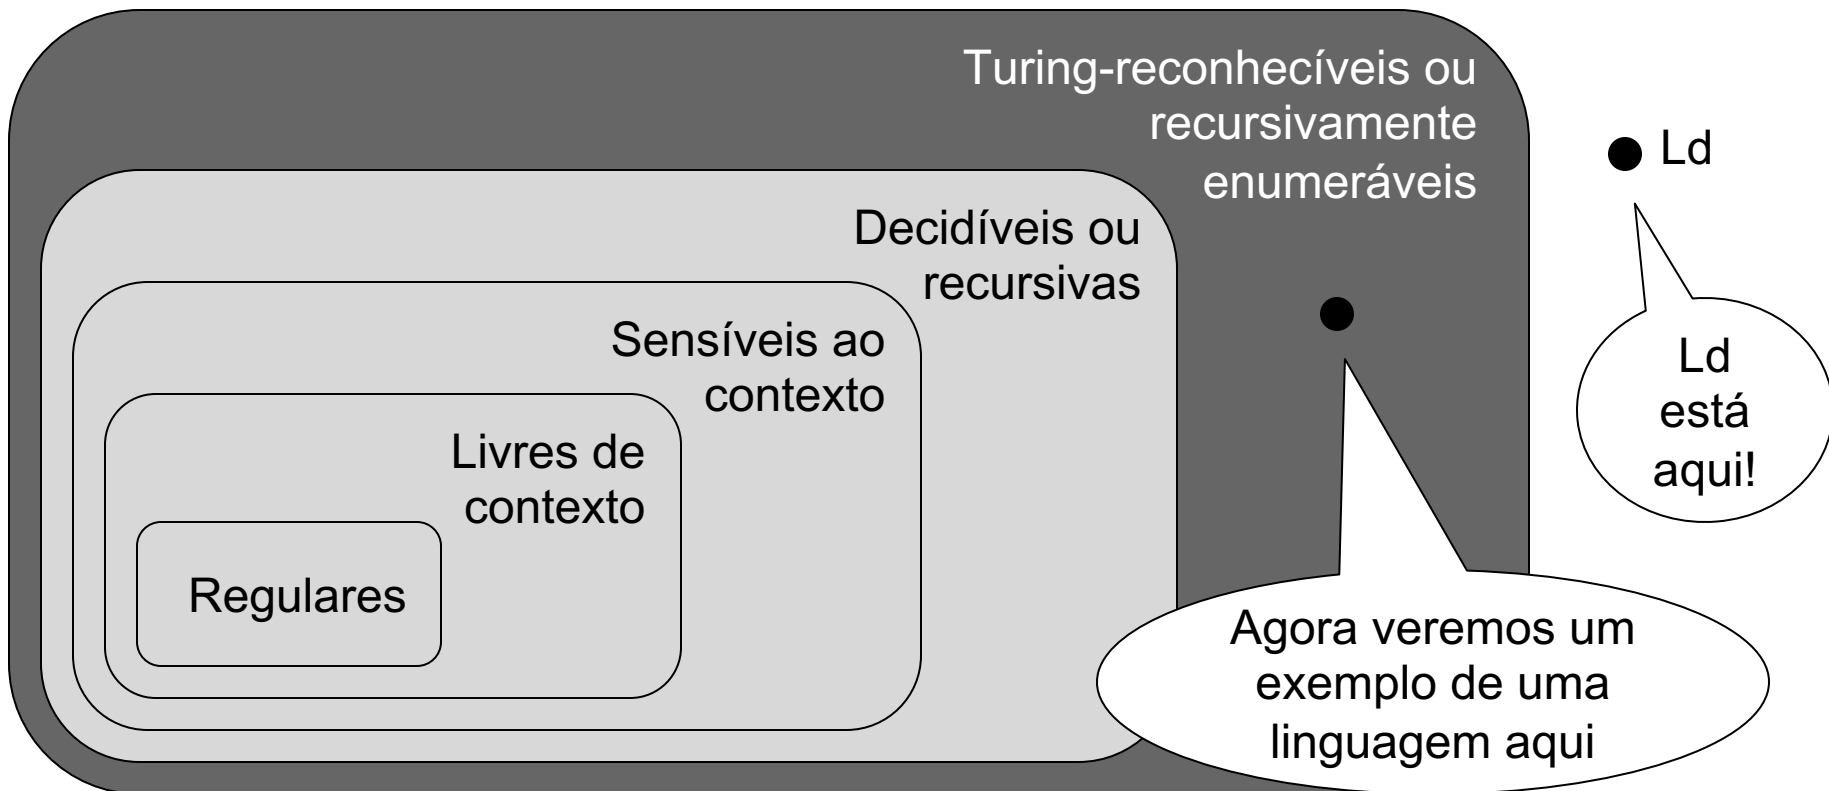 Turing-reconhecíveis ou
recursivamente
enumeráveis
Ld
Decidíveis ou
recursivas
Sensíveis ao
contexto
Ld
está
aqui!
Livres de
contexto
Regulares
Agora veremos um
exemplo de uma
linguagem aqui